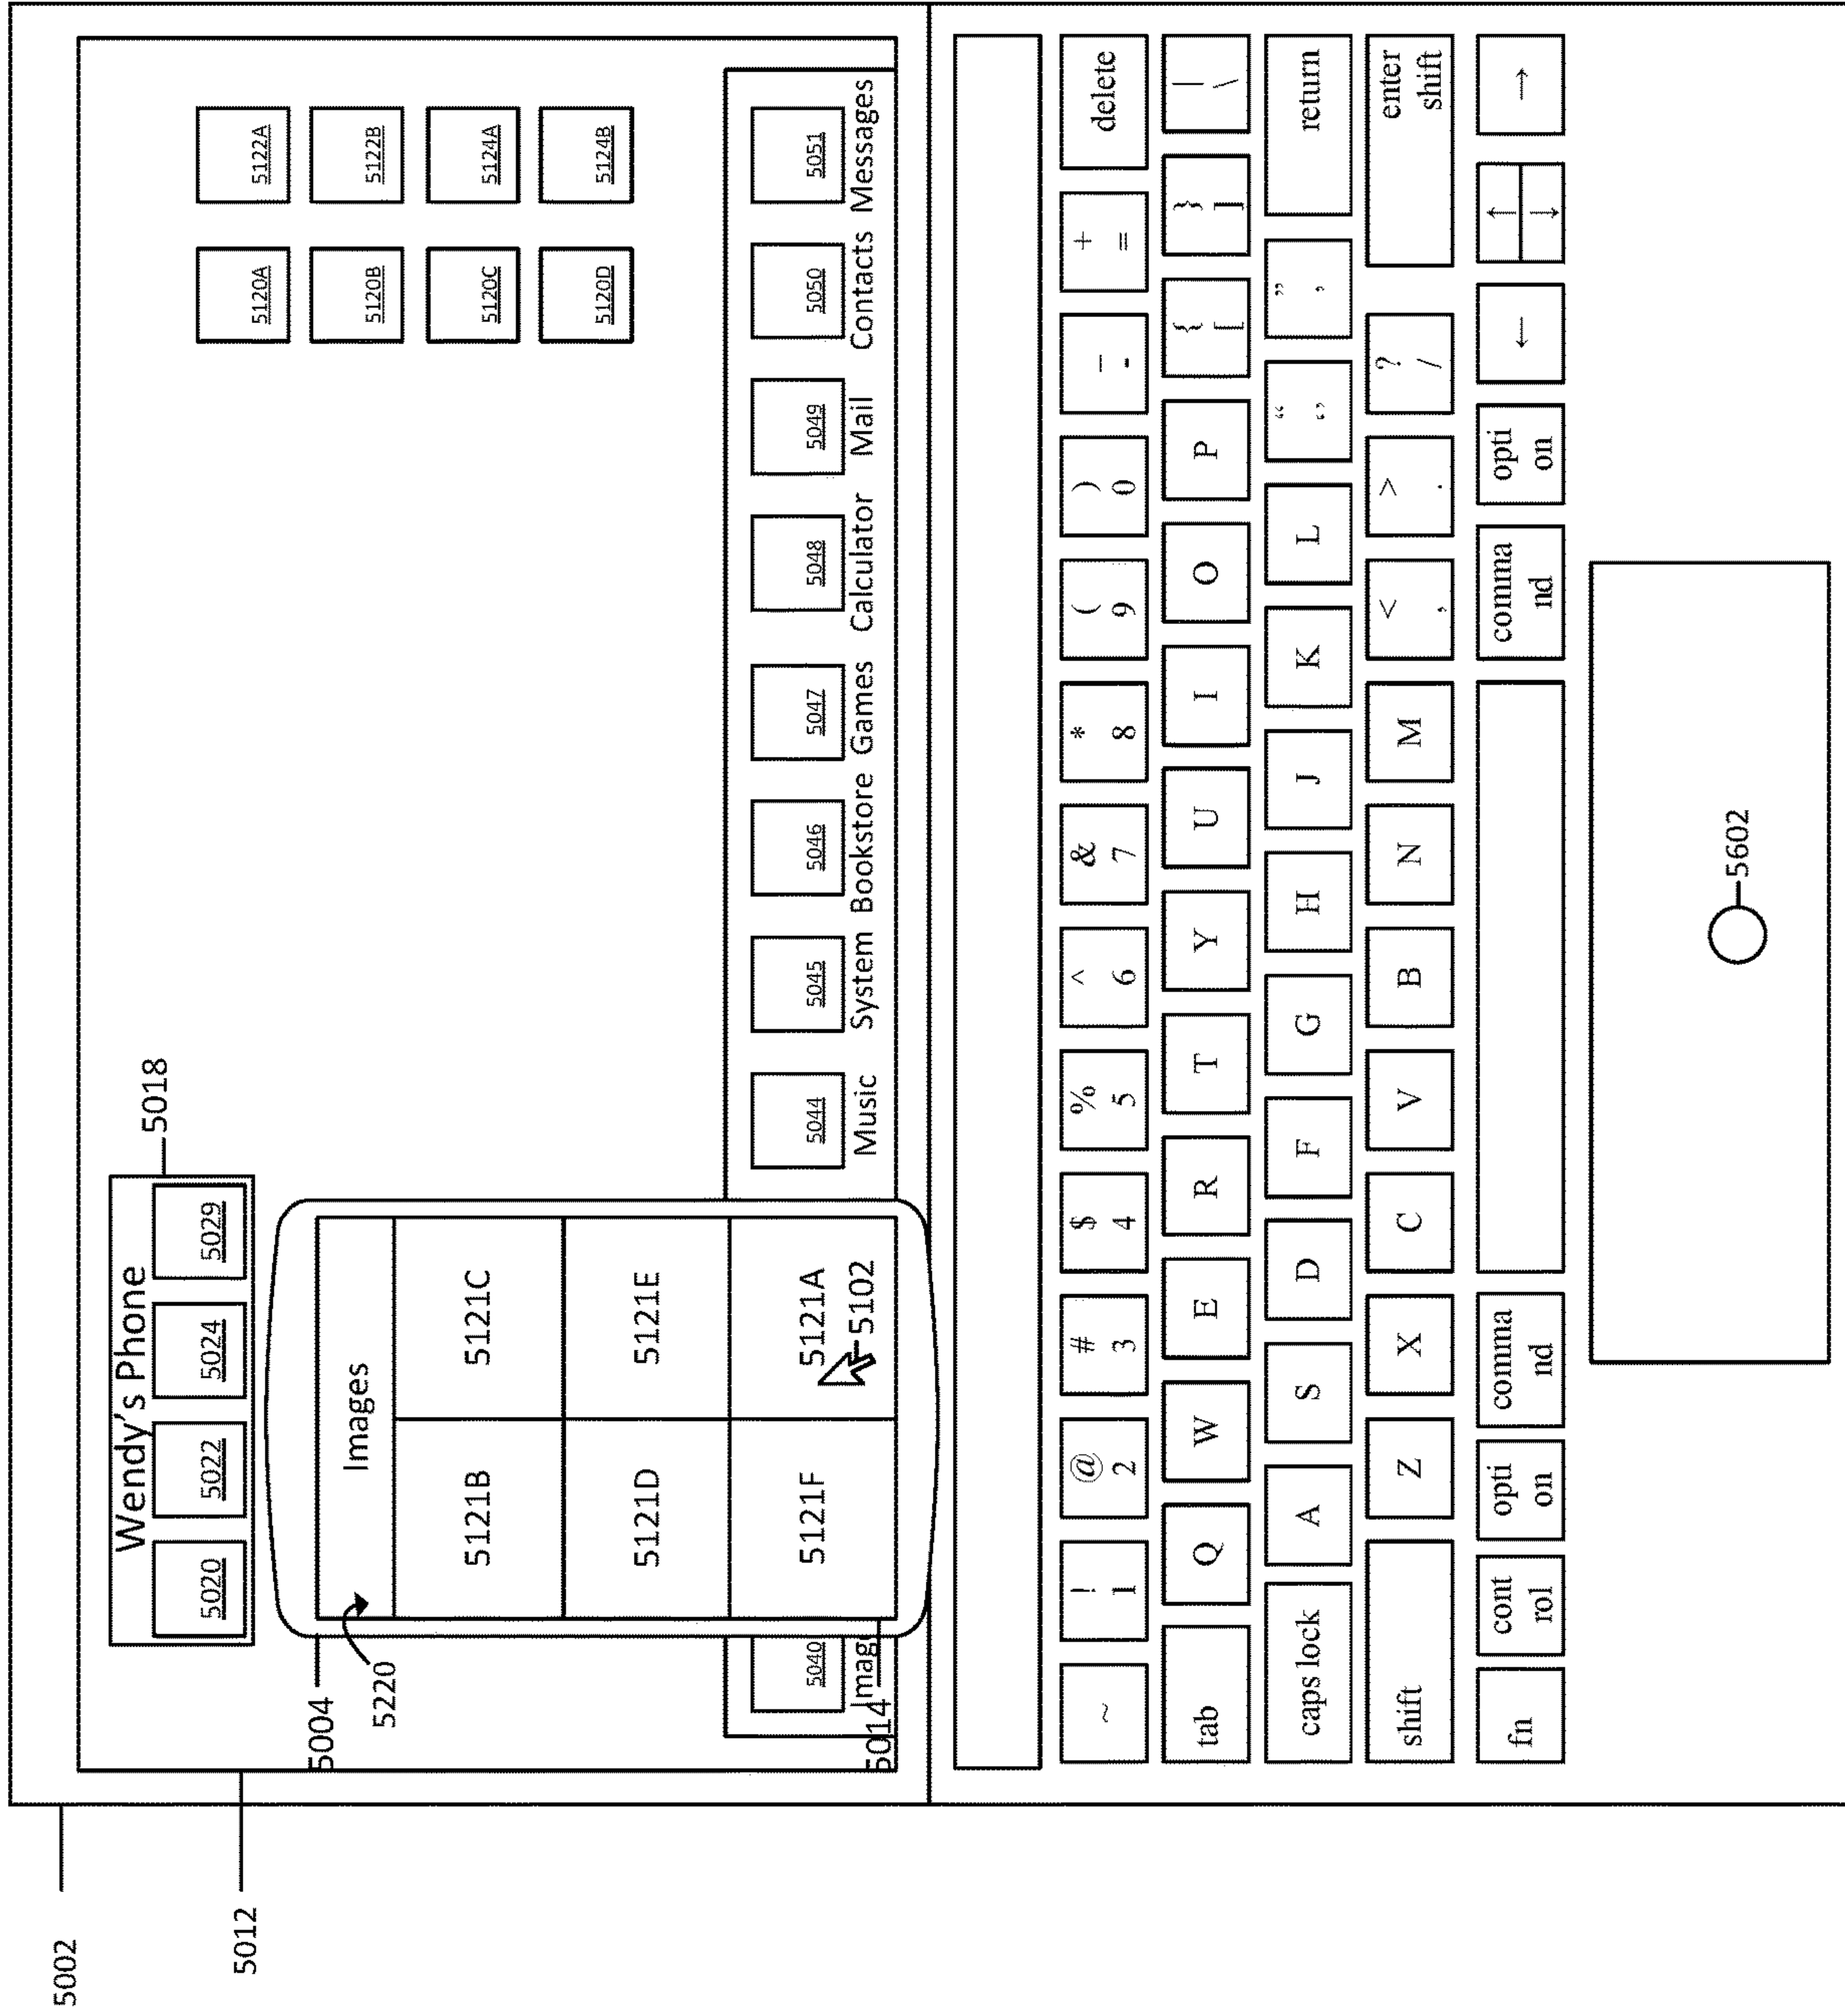 5002
5012
Wendy's Phone
5020 5022 5024 5029
5018
5120A 5122A
5120B 5122B
5120C 5124A
5120D 5124B
5004
5220
Images
5121B 5121C
5121D 5121E
5121F 5121A
5102
5014
5040 5044 5045 5046 5047 5048 5049 5050 5051
Imag Music System Bookstore Games Calculator Mail Contacts Messages
~ ! @ # $ % ^ & * ( ) _ + delete
1 2 3 4 5 6 7 8 9 0 - =
tab Q W E R T Y U I O P { } |
[ ] \
caps lock A S D F G H J K L “ ” return
‘’ ’
shift Z X C V B N M < > ? enter
, . / shift
fn cont opti comma comma opti ← ↑ →
rol on nd nd on ↓
5602